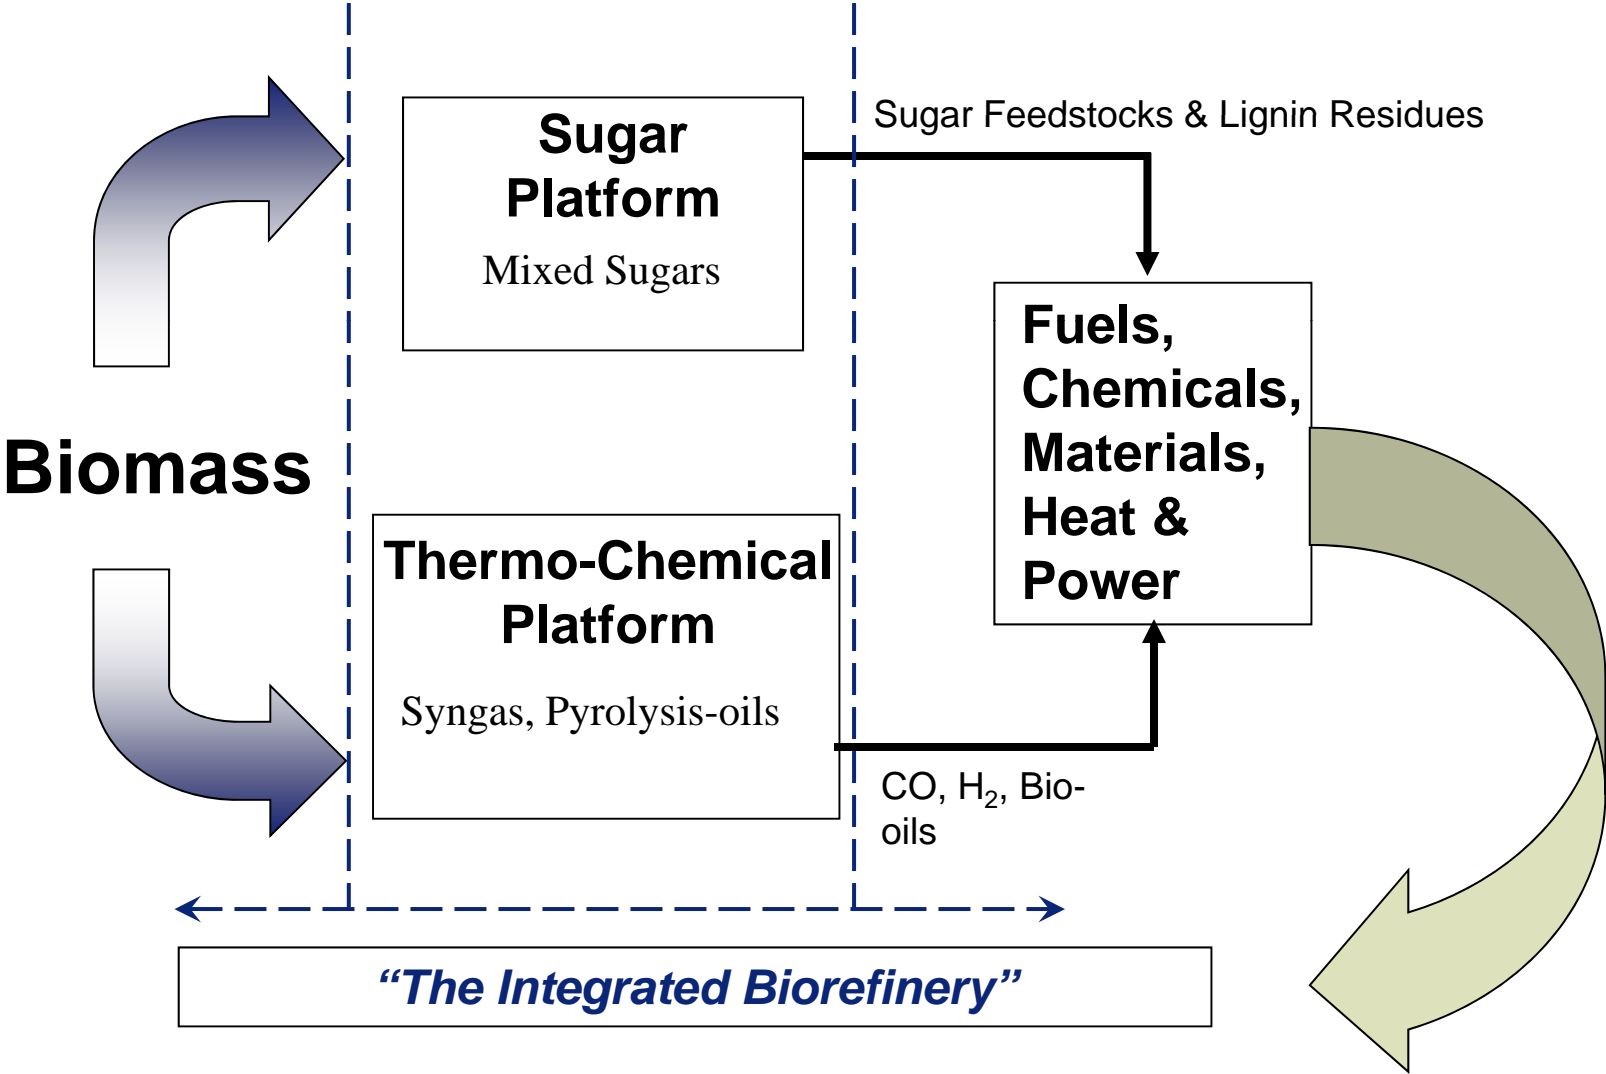 Sugar
Platform
Mixed Sugars
Sugar Feedstocks & Lignin Residues
Fuels,
Chemicals,
Materials,
Heat &
Power
Biomass
Thermo-Chemical
Platform
Syngas, Pyrolysis-oils
CO, H₂, Bio-
oils
“The Integrated Biorefinery”